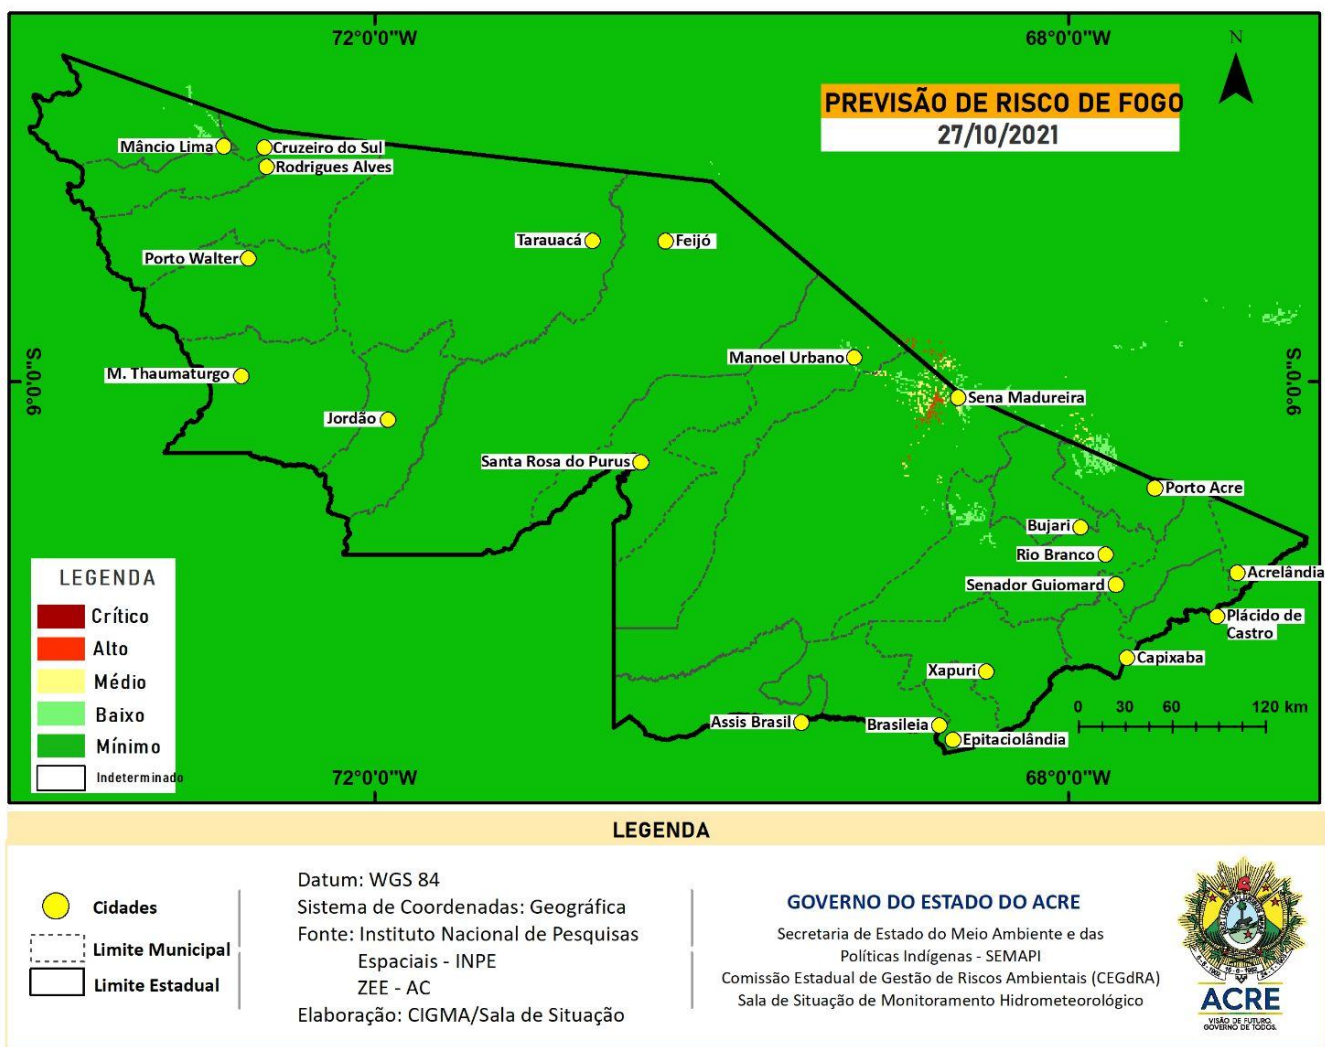 72°0'0"W
68°0'0"W
N
PREVISÃO DE RISCO DE FOGO
27/10/2021
Mâncio Lima
Cruzeiro do Sul
Rodrigues Alves
Tarauacá
Feijó
Porto Walter
Manoel Urbano
9°0'0"S
9°0'0"S
M. Thaumaturgo
Sena Madureira
Jordão
Santa Rosa do Purus
Porto Acre
Bujari
Rio Branco
Acrelândia
Senador Guiomard
Plácido de
Castro
Capixaba
Xapuri
Assis Brasil
Brasileia
Epitaciolândia
0 30 60 120 km
LEGENDA
Crítico
Alto
Médio
Baixo
Mínimo
Indeterminado
72°0'0"W
68°0'0"W
LEGENDA
Cidades
Limite Municipal
Limite Estadual
Datum: WGS 84
Sistema de Coordenadas: Geográfica
Fonte: Instituto Nacional de Pesquisas
Espaciais - INPE
ZEE - AC
Elaboração: CIGMA/Sala de Situação
GOVERNO DO ESTADO DO ACRE
Secretaria de Estado do Meio Ambiente e das
Políticas Indígenas - SEMAPI
Comissão Estadual de Gestão de Riscos Ambientais (CEGdRA)
Sala de Situação de Monitoramento Hidrometeorológico
ACRE
VISÃO DE FUTURO.
GOVERNO DE TODOS.